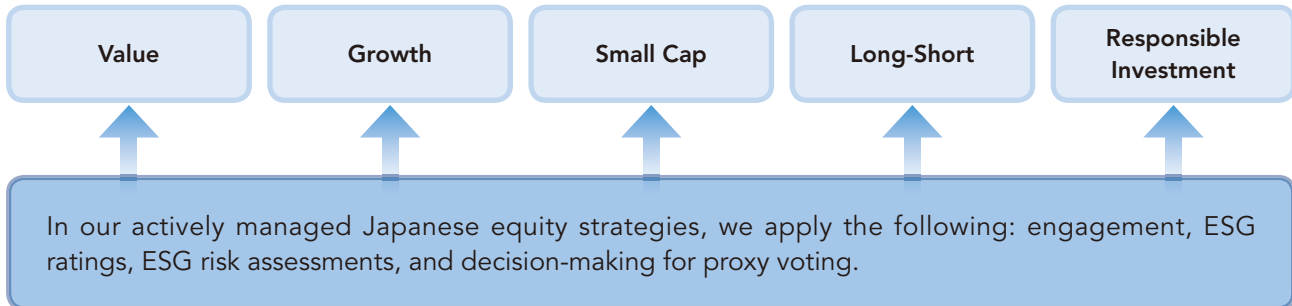 Value
Growth
Small Cap
Long-Short
Responsible
Investment
In our actively managed Japanese equity strategies, we apply the following: engagement, ESG
ratings, ESG risk assessments, and decision-making for proxy voting.